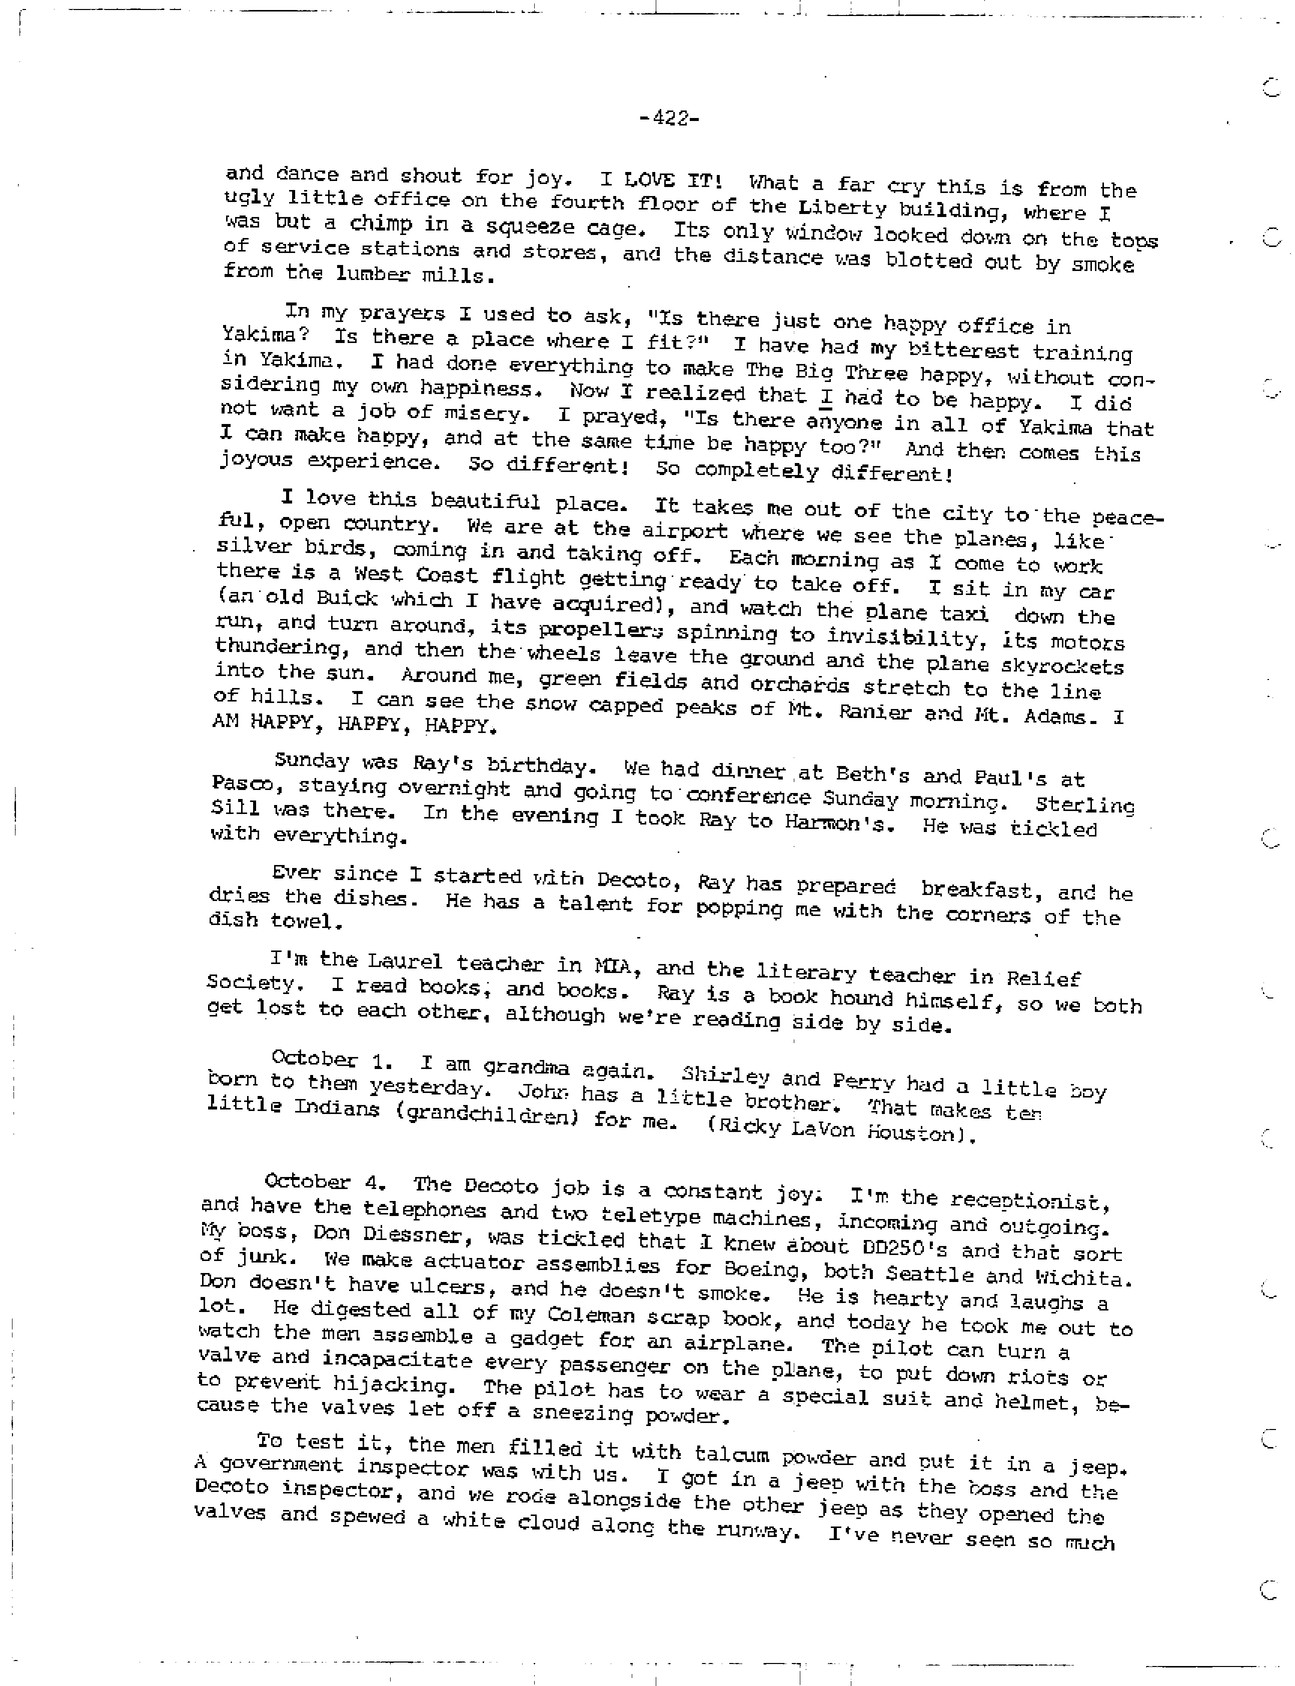 -422-
and dance and shout for joy. I LOVE IT! What a far cry this is from the
ugly little office on the fourth floor of the Liberty building, where I
was but a chimp in a squeeze cage. Its only window looked down on the tops
of service stations and stores, and the distance was blotted out by smoke
from the lumber mills.
In my prayers I used to ask, "Is there just one happy office in
Yakima? Is there a place where I fit?" I have had my bitterest training
in Yakima. I had done everything to make The Big Three happy, without con-
sidering my own happiness. Now I realized that I had to be happy. I did
not want a job of misery. I prayed, "Is there anyone in all of Yakima that
I can make happy, and at the same time be happy too?" And then comes this
joyous experience. So different! So completely different!
I love this beautiful place. It takes me out of the city to the peace-
ful, open country. We are at the airport where we see the planes, like
silver birds, coming in and taking off. Each morning as I come to work
there is a West Coast flight getting ready to take off. I sit in my car
(an old Buick which I have acquired), and watch the plane taxi down the
run, and turn around, its propellers spinning to invisibility, its motors
thundering, and then the wheels leave the ground and the plane skyrockets
into the sun. Around me, green fields and orchards stretch to the line
of hills. I can see the snow capped peaks of Mt. Ranier and Mt. Adams. I
AM HAPPY, HAPPY, HAPPY.
Sunday was Ray's birthday. We had dinner at Beth's and Paul's at
Pasco, staying overnight and going to conference Sunday morning. Sterling
Sill was there. In the evening I took Ray to Harmon's. He was tickled
with everything.
Ever since I started with Decoto, Ray has prepared breakfast, and he
dries the dishes. He has a talent for popping me with the corners of the
dish towel.
I'm the Laurel teacher in MIA, and the literary teacher in Relief
Society. I read books, and books. Ray is a book hound himself, so we both
get lost to each other, although we're reading side by side.
October 1. I am grandma again. Shirley and Perry had a little boy
born to them yesterday. John has a little brother. That makes ten
little Indians (grandchildren) for me. (Ricky LaVon Houston).
October 4. The Decoto job is a constant joy. I'm the receptionist,
and have the telephones and two teletype machines, incoming and outgoing.
My boss, Don Diessner, was tickled that I knew about DD250's and that sort
of junk. We make actuator assemblies for Boeing, both Seattle and Wichita.
Don doesn't have ulcers, and he doesn't smoke. He is hearty and laughs a
lot. He digested all of my Coleman scrap book, and today he took me out to
watch the men assemble a gadget for an airplane. The pilot can turn a
valve and incapacitate every passenger on the plane, to put down riots or
to prevent hijacking. The pilot has to wear a special suit and helmet, be-
cause the valves let off a sneezing powder.
To test it, the men filled it with talcum powder and put it in a jeep.
A government inspector was with us. I got in a jeep with the boss and the
Decoto inspector, and we rode alongside the other jeep as they opened the
valves and spewed a white cloud along the runway. I've never seen so much